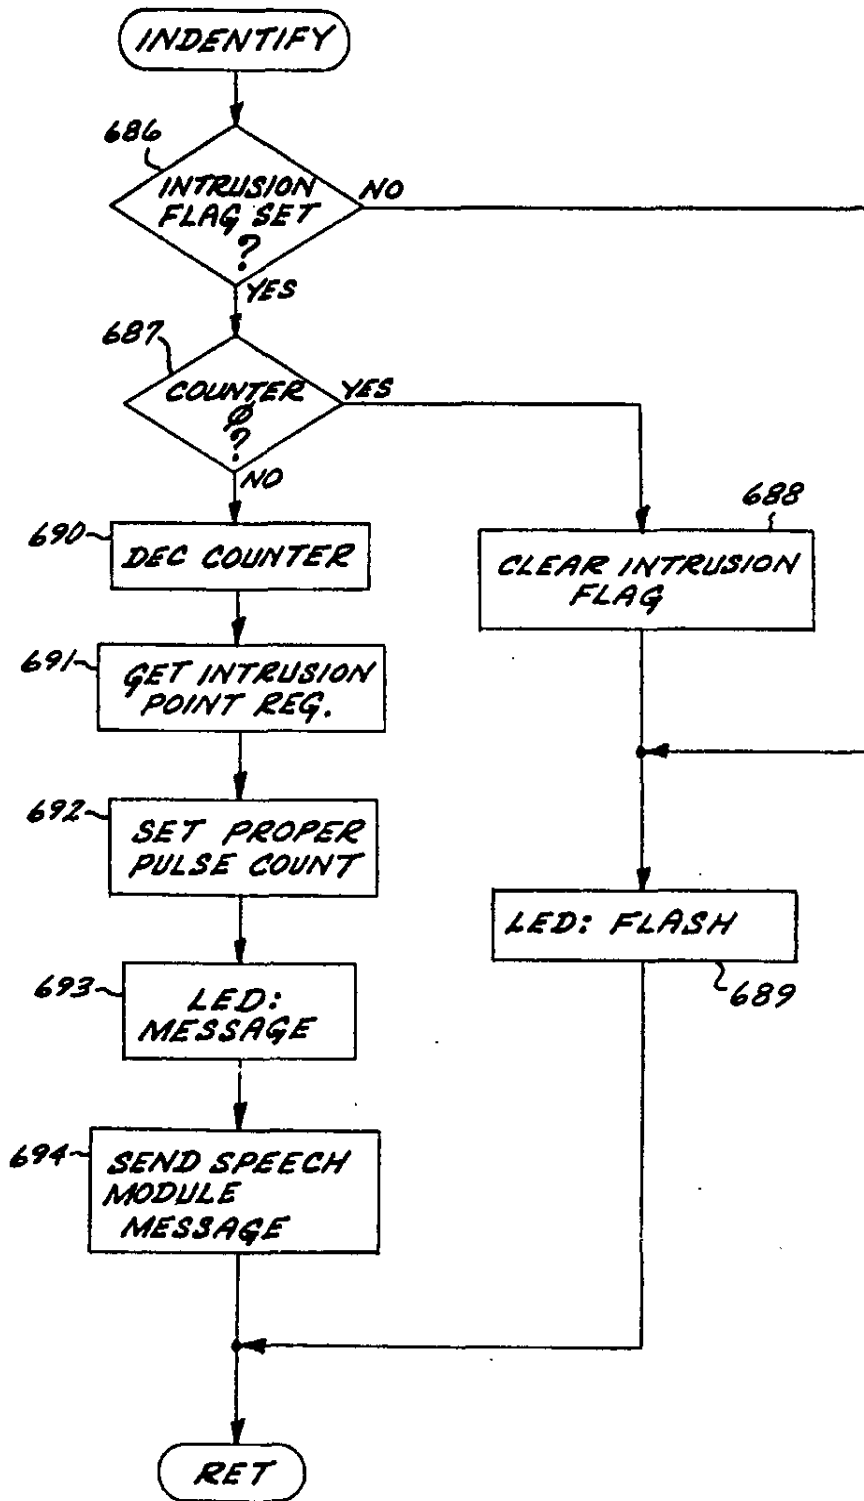 INDENTIFY
686
INTRUSION
FLAG SET
?
NO
YES
687
COUNTER
Ø
?
YES
NO
690
DEC COUNTER
688
CLEAR INTRUSION
FLAG
691
GET INTRUSION
POINT REG.
692
SET PROPER
PULSE COUNT
LED: FLASH
689
693
LED:
MESSAGE
694
SEND SPEECH
MODULE
MESSAGE
RET